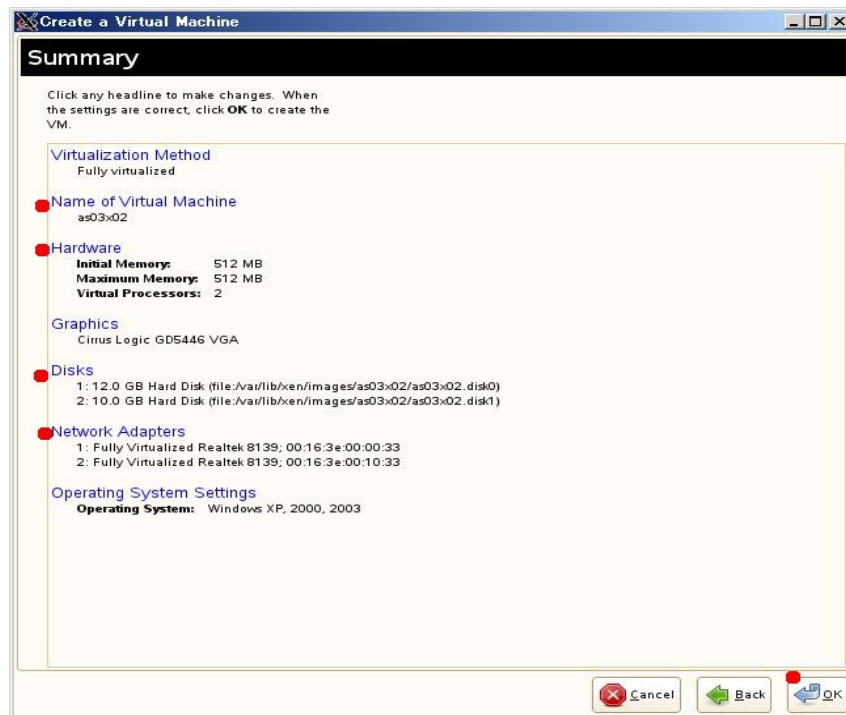 Create a Virtual Machine
Summary
Click any headline to make changes. When
the settings are correct, click OK to create the
VM.
Virtualization Method
Fully virtualized
Name of Virtual Machine
as03x02
Hardware
Initial Memory: 512 MB
Maximum Memory: 512 MB
Virtual Processors: 2
Graphics
Cirrus Logic GD5446 VGA
Disks
1: 12.0 GB Hard Disk (file:/var/lib/xen/images/as03x02/as03x02.disk0)
2: 10.0 GB Hard Disk (file:/var/lib/xen/images/as03x02/as03x02.disk1)
Network Adapters
1: Fully Virtualized Realtek 8139; 00:16:3e:00:00:33
2: Fully Virtualized Realtek 8139; 00:16:3e:00:10:33
Operating System Settings
Operating System: Windows XP, 2000, 2003
Cancel Back OK